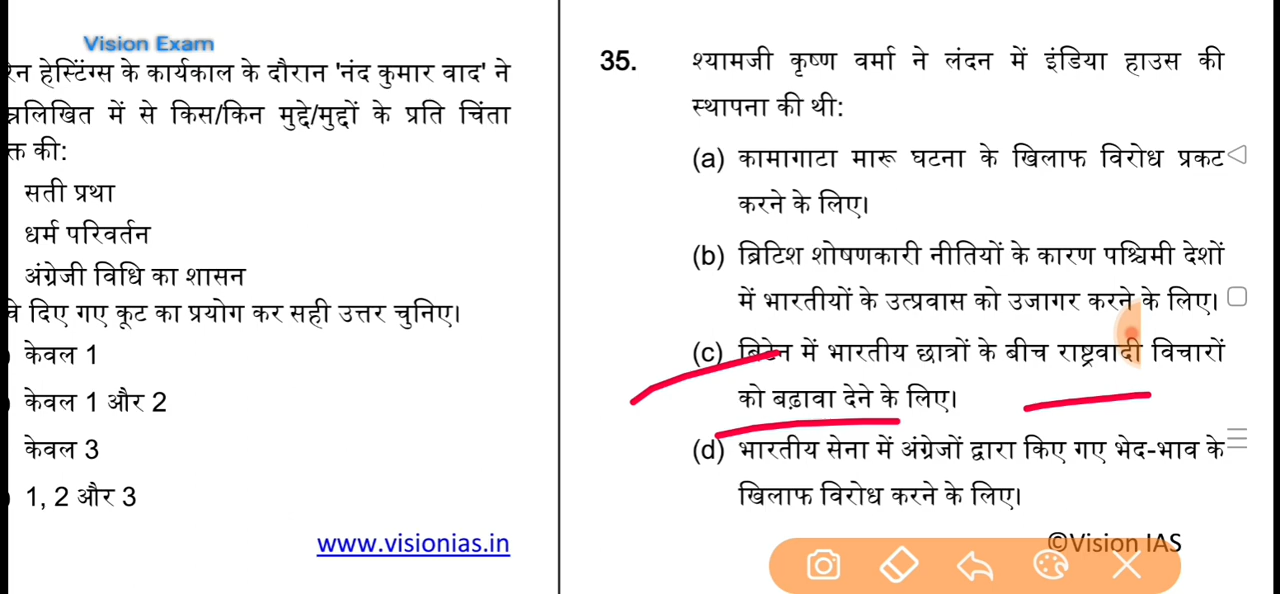 Vision Exam
हेस्टिंग्स के कार्यकाल के दौरान 'नंद कुमार वाद' ने
में से किस/किन मुद्दे/मुद्दों के प्रति चिंता
की:
सती प्रथा
धर्म परिवर्तन
अंग्रेजी विधि का शासन
दिए गए कूट का प्रयोग कर सही उत्तर चुनिए।
केवल 1
केवल 1 और 2
केवल 3
1, 2 और 3
www.visionias.in
35. श्यामजी कृष्ण वर्मा ने लंदन में इंडिया हाउस की
स्थापना की थी:
(a) कामागाटा मारू घटना के खिलाफ विरोध प्रकट
करने के लिए।
(b) ब्रिटिश शोषणकारी नीतियों के कारण पश्चिमी देशों
में भारतीयों के उत्प्रवास को उजागर करने के लिए।
(c) ब्रिटेन में भारतीय छात्रों के बीच राष्ट्रवादी विचारों
को बढ़ावा देने के लिए।
(d) भारतीय सेना में अंग्रेजों द्वारा किए गए भेद-भाव के
खिलाफ विरोध करने के लिए।
©Vision IAS